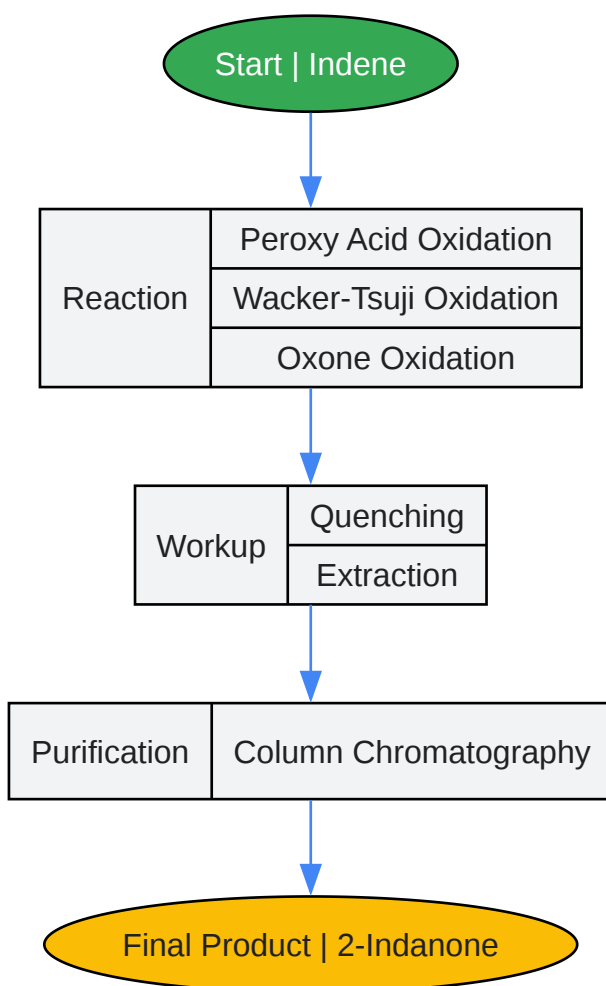 Start | Indene
Reaction
Peroxy Acid Oxidation
Wacker-Tsuji Oxidation
Oxone Oxidation
Workup
Quenching
Extraction
Purification
Column Chromatography
Final Product | 2-Indanone